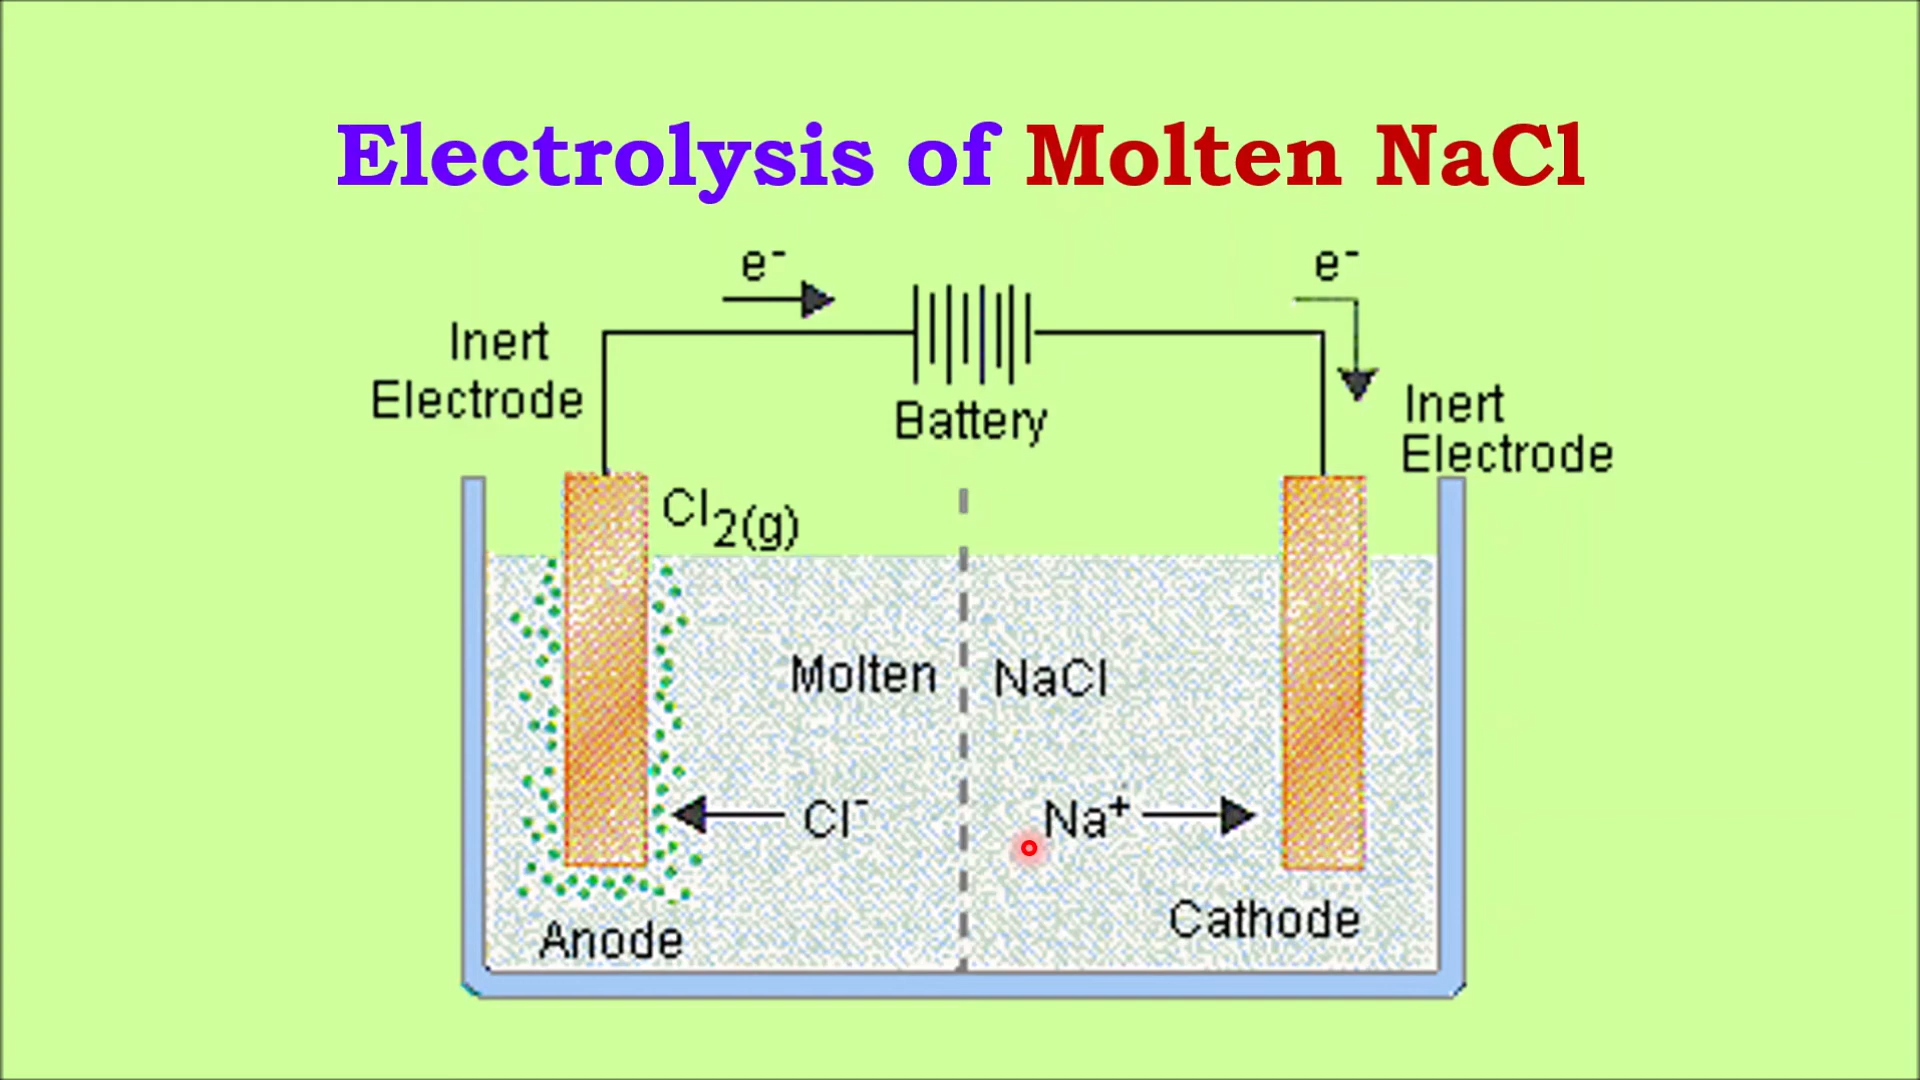 Electrolysis of Molten NaCl
e⁻
e⁻
Inert
Electrode
Battery
Inert
Electrode
Cl₂(g)
Molten NaCl
Cl⁻
Na⁺
Anode
Cathode